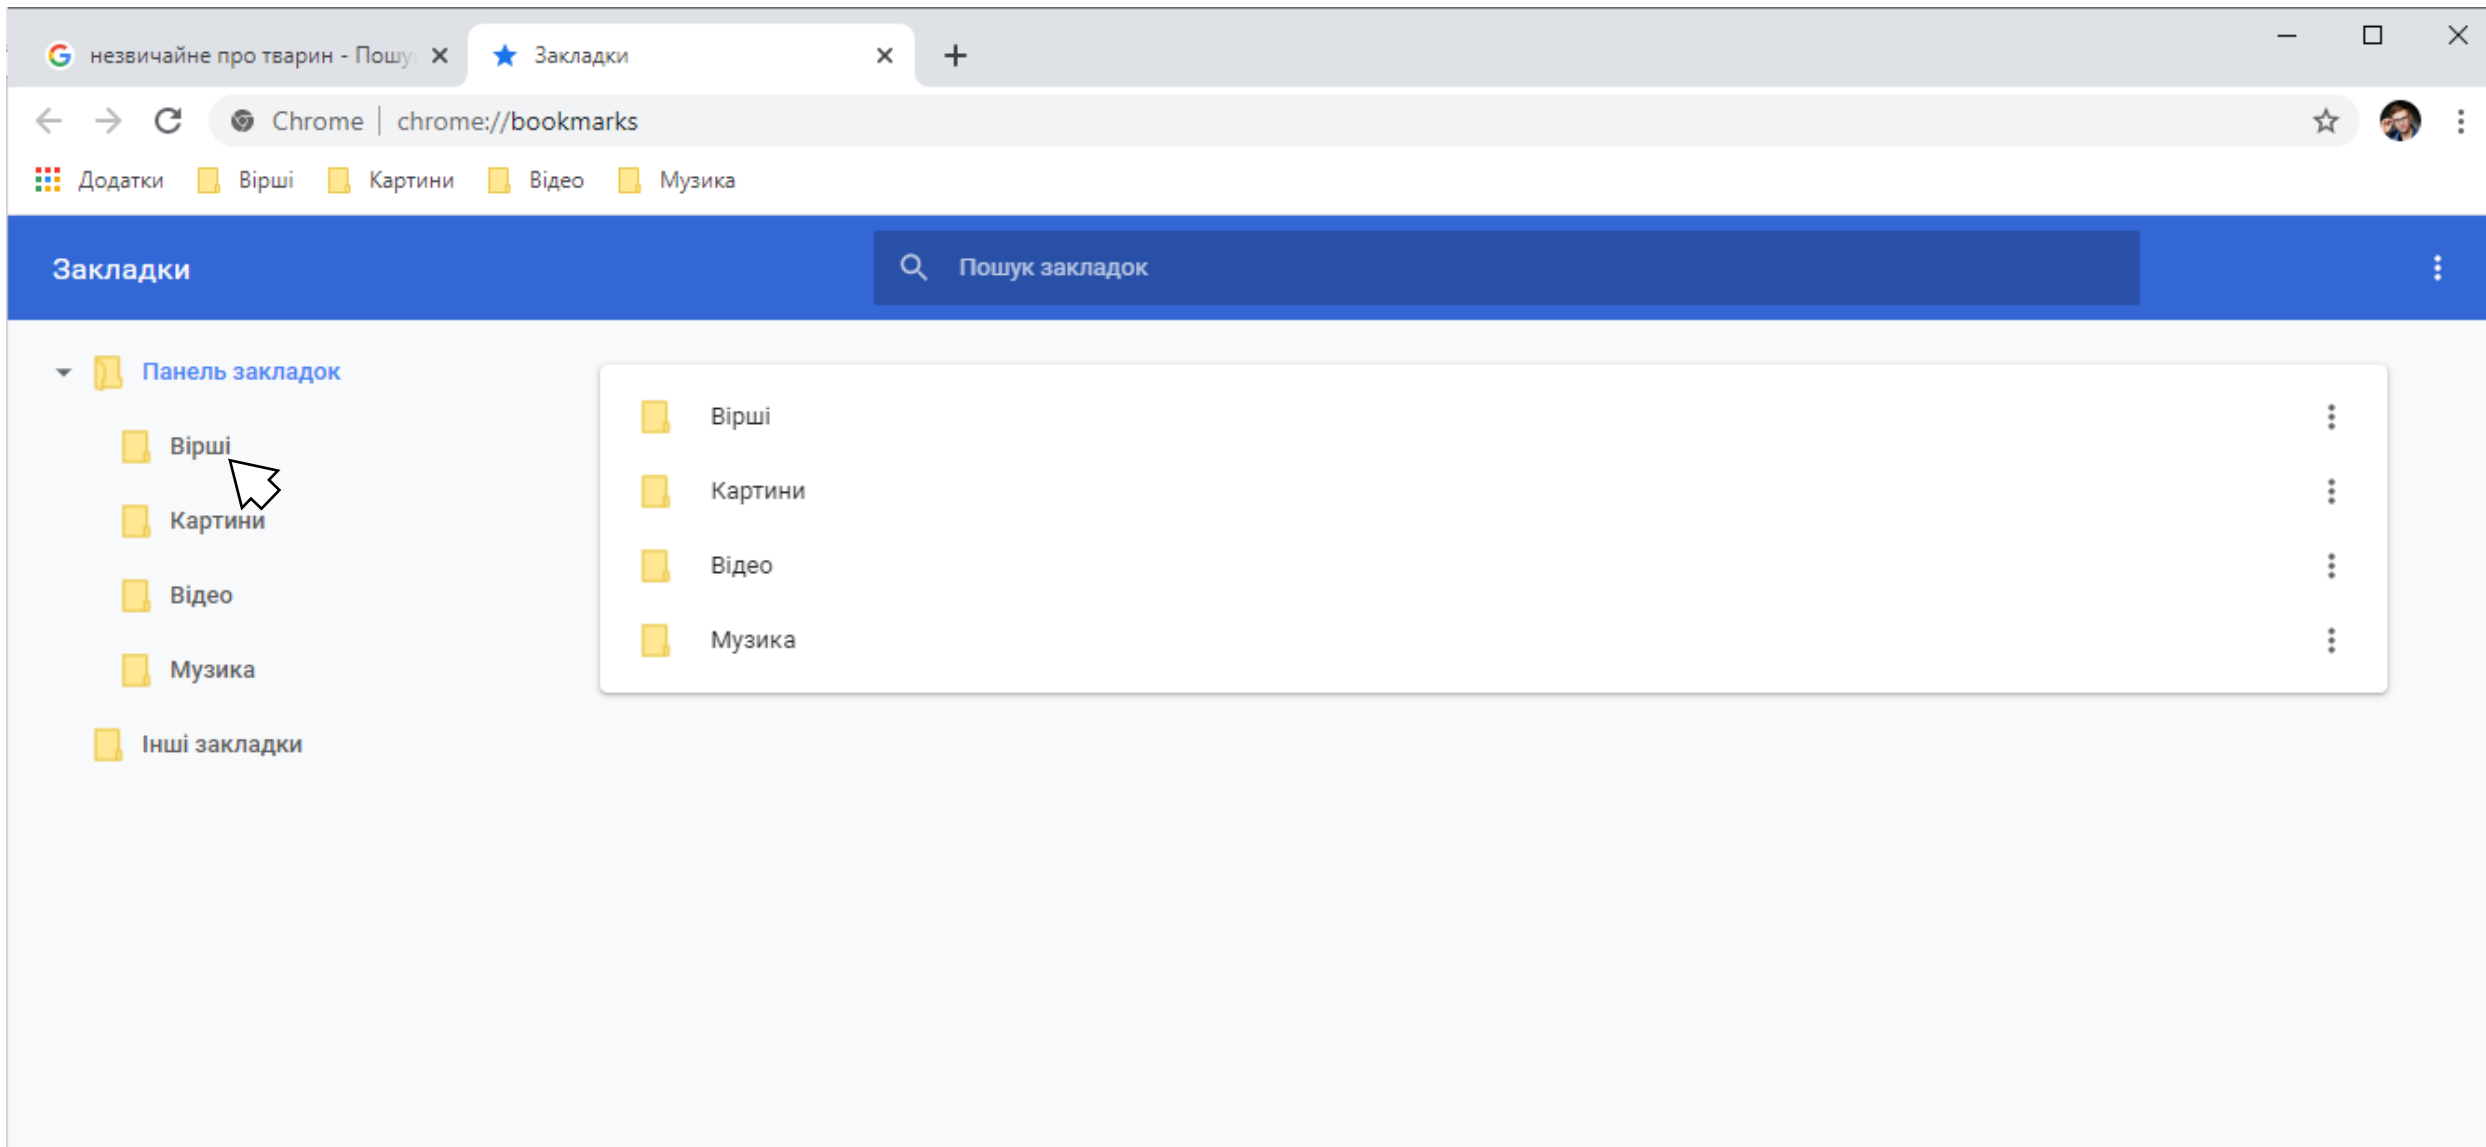 незвичайне про тварин - Пошу
Закладки
Chrome | chrome://bookmarks
Додатки Вірші Картини Відео Музика
Закладки
Пошук закладок
Панель закладок
Вірші
Картини
Відео
Музика
Інші закладки
Вірші
Картини
Відео
Музика